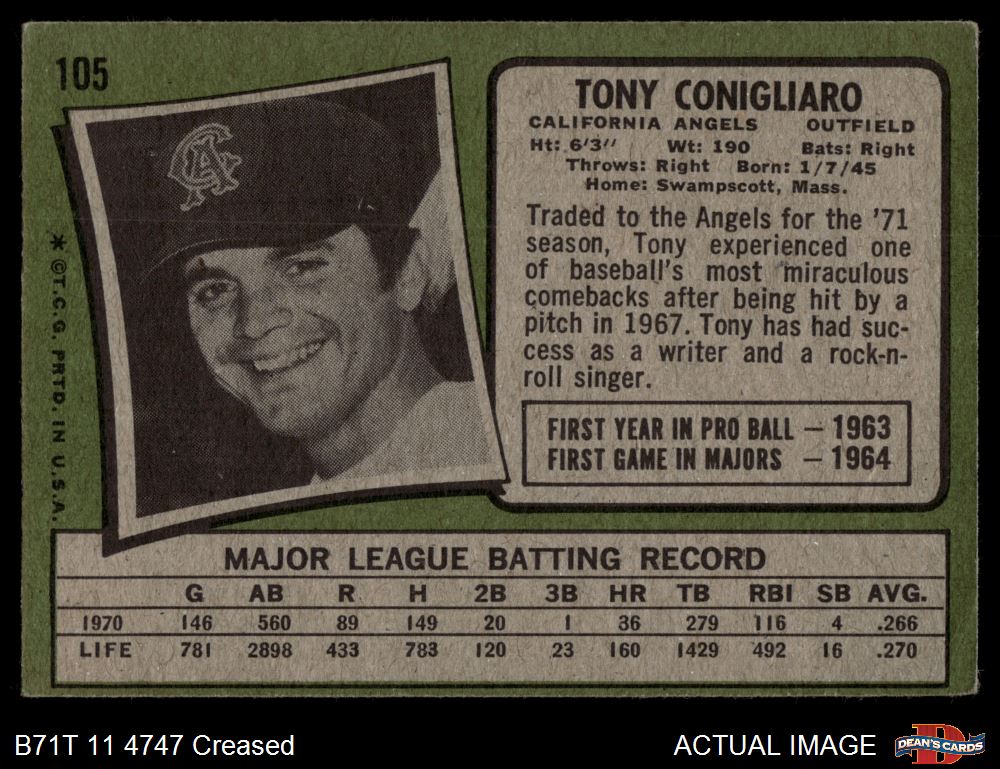 105
CA
* ©T.C.G. PRTD. IN U.S.A.
TONY CONIGLIARO
CALIFORNIA ANGELS OUTFIELD
Ht: 6'3" Wt: 190 Bats: Right
Throws: Right Born: 1/7/45
Home: Swampscott, Mass.
Traded to the Angels for the '71
season, Tony experienced one
of baseball's most miraculous
comebacks after being hit by a
pitch in 1967. Tony has had suc-
cess as a writer and a rock-n-
roll singer.
FIRST YEAR IN PRO BALL — 1963
FIRST GAME IN MAJORS — 1964
MAJOR LEAGUE BATTING RECORD
G AB R H 2B 3B HR TB RBI SB AVG.
1970 146 560 89 149 20 1 36 279 116 4 .266
LIFE 781 2898 433 783 120 23 160 1429 492 16 .270
B71T 11 4747 Creased
ACTUAL IMAGE
D
DEAN'S CARDS